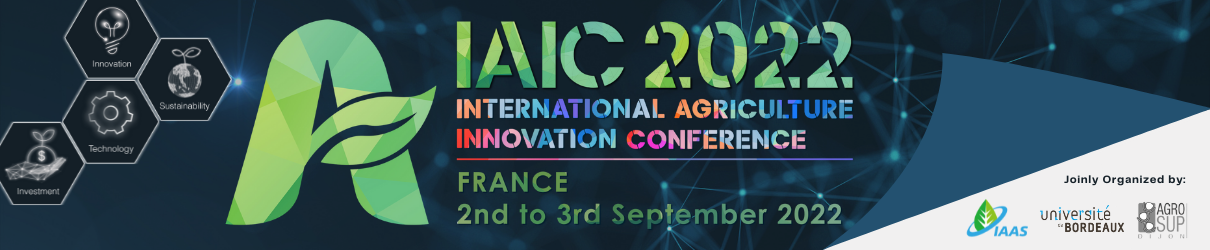 Innovation
Sustainability
Technology
$
Investment
IAIC 2022
INTERNATIONAL AGRICULTURE
INNOVATION CONFERENCE
FRANCE
2nd to 3rd September 2022
Joinly Organized by:
IAAS
université
de BORDEAUX
AGRO
SUP
DIJON